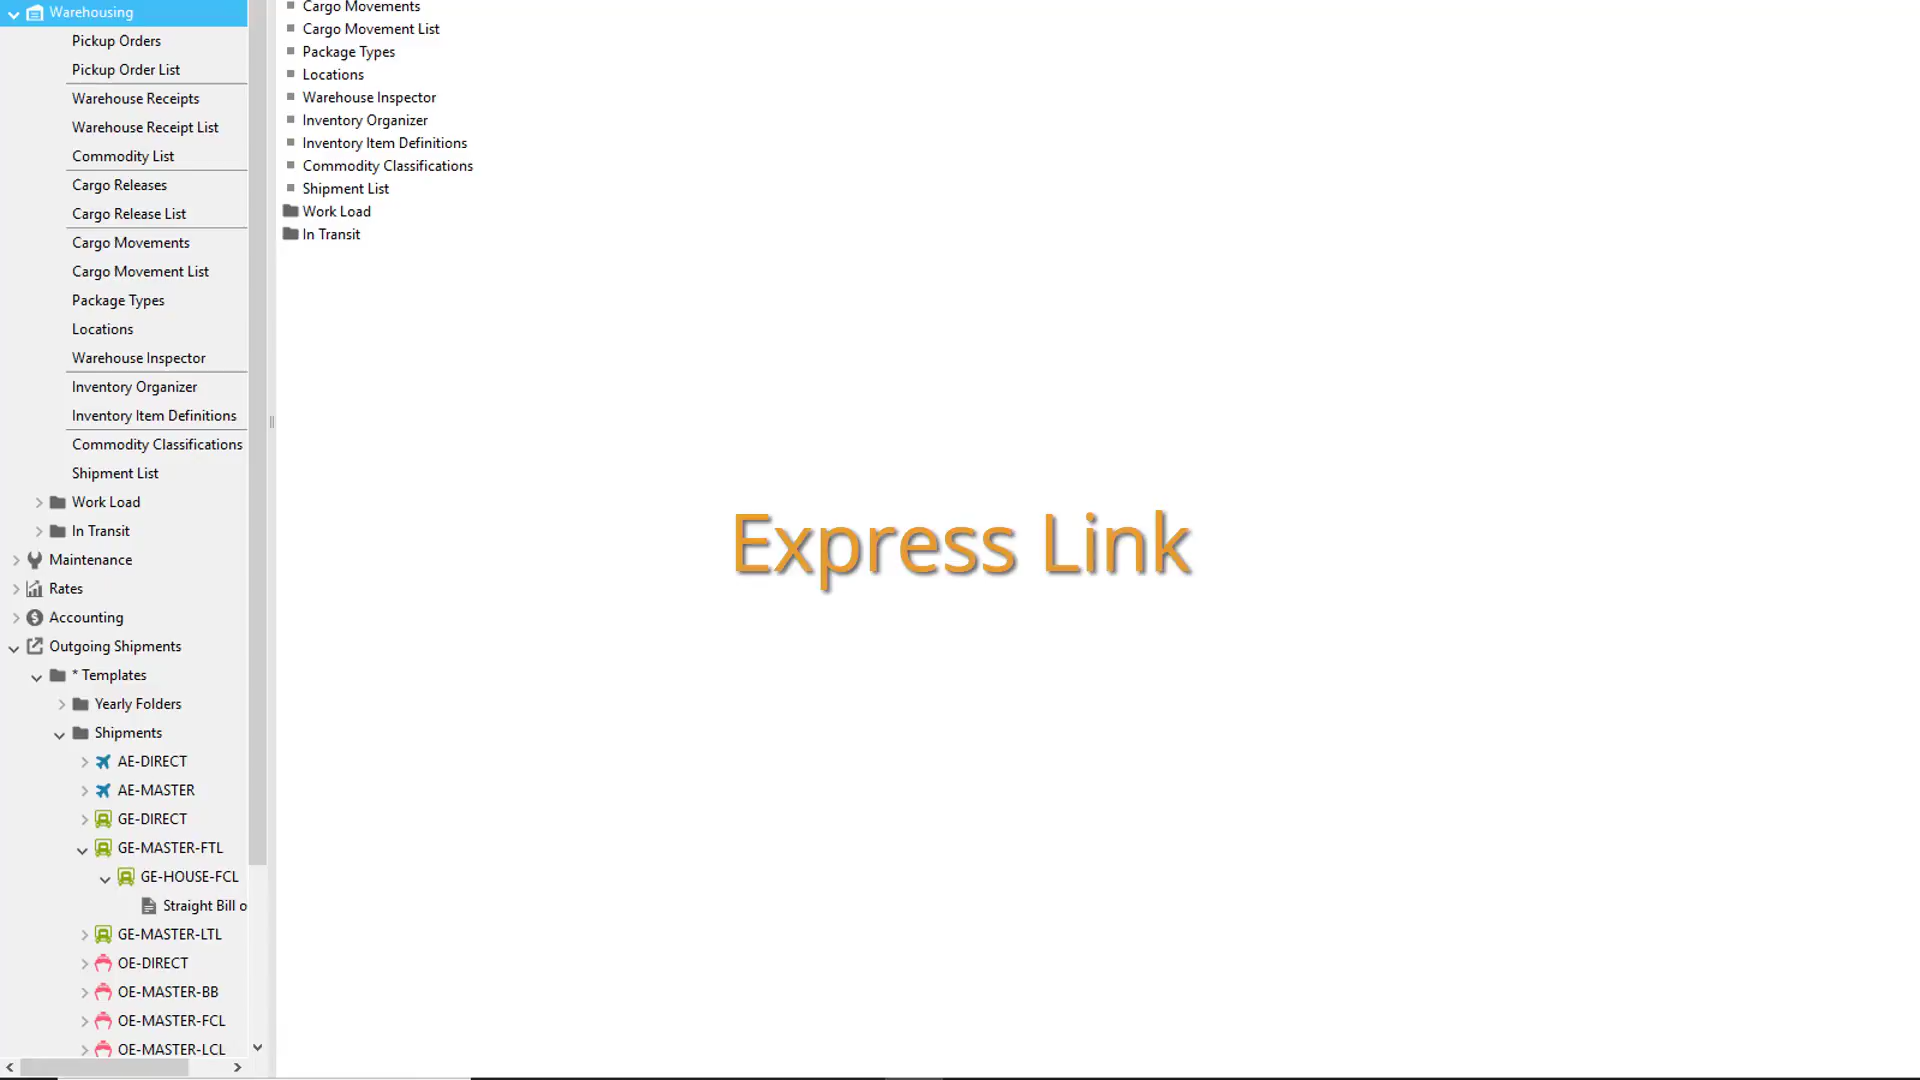 Warehousing
Pickup Orders
Pickup Order List
Warehouse Receipts
Warehouse Receipt List
Commodity List
Cargo Releases
Cargo Release List
Cargo Movements
Cargo Movement List
Package Types
Locations
Warehouse Inspector
Inventory Organizer
Inventory Item Definitions
Commodity Classifications
Shipment List
Work Load
In Transit
Maintenance
Rates
Accounting
Outgoing Shipments
* Templates
Yearly Folders
Shipments
AE-DIRECT
AE-MASTER
GE-DIRECT
GE-MASTER-FTL
GE-HOUSE-FCL
Straight Bill o
GE-MASTER-LTL
OE-DIRECT
OE-MASTER-BB
OE-MASTER-FCL
OE-MASTER-LCL
Cargo Movements
Cargo Movement List
Package Types
Locations
Warehouse Inspector
Inventory Organizer
Inventory Item Definitions
Commodity Classifications
Shipment List
Work Load
In Transit
Express Link